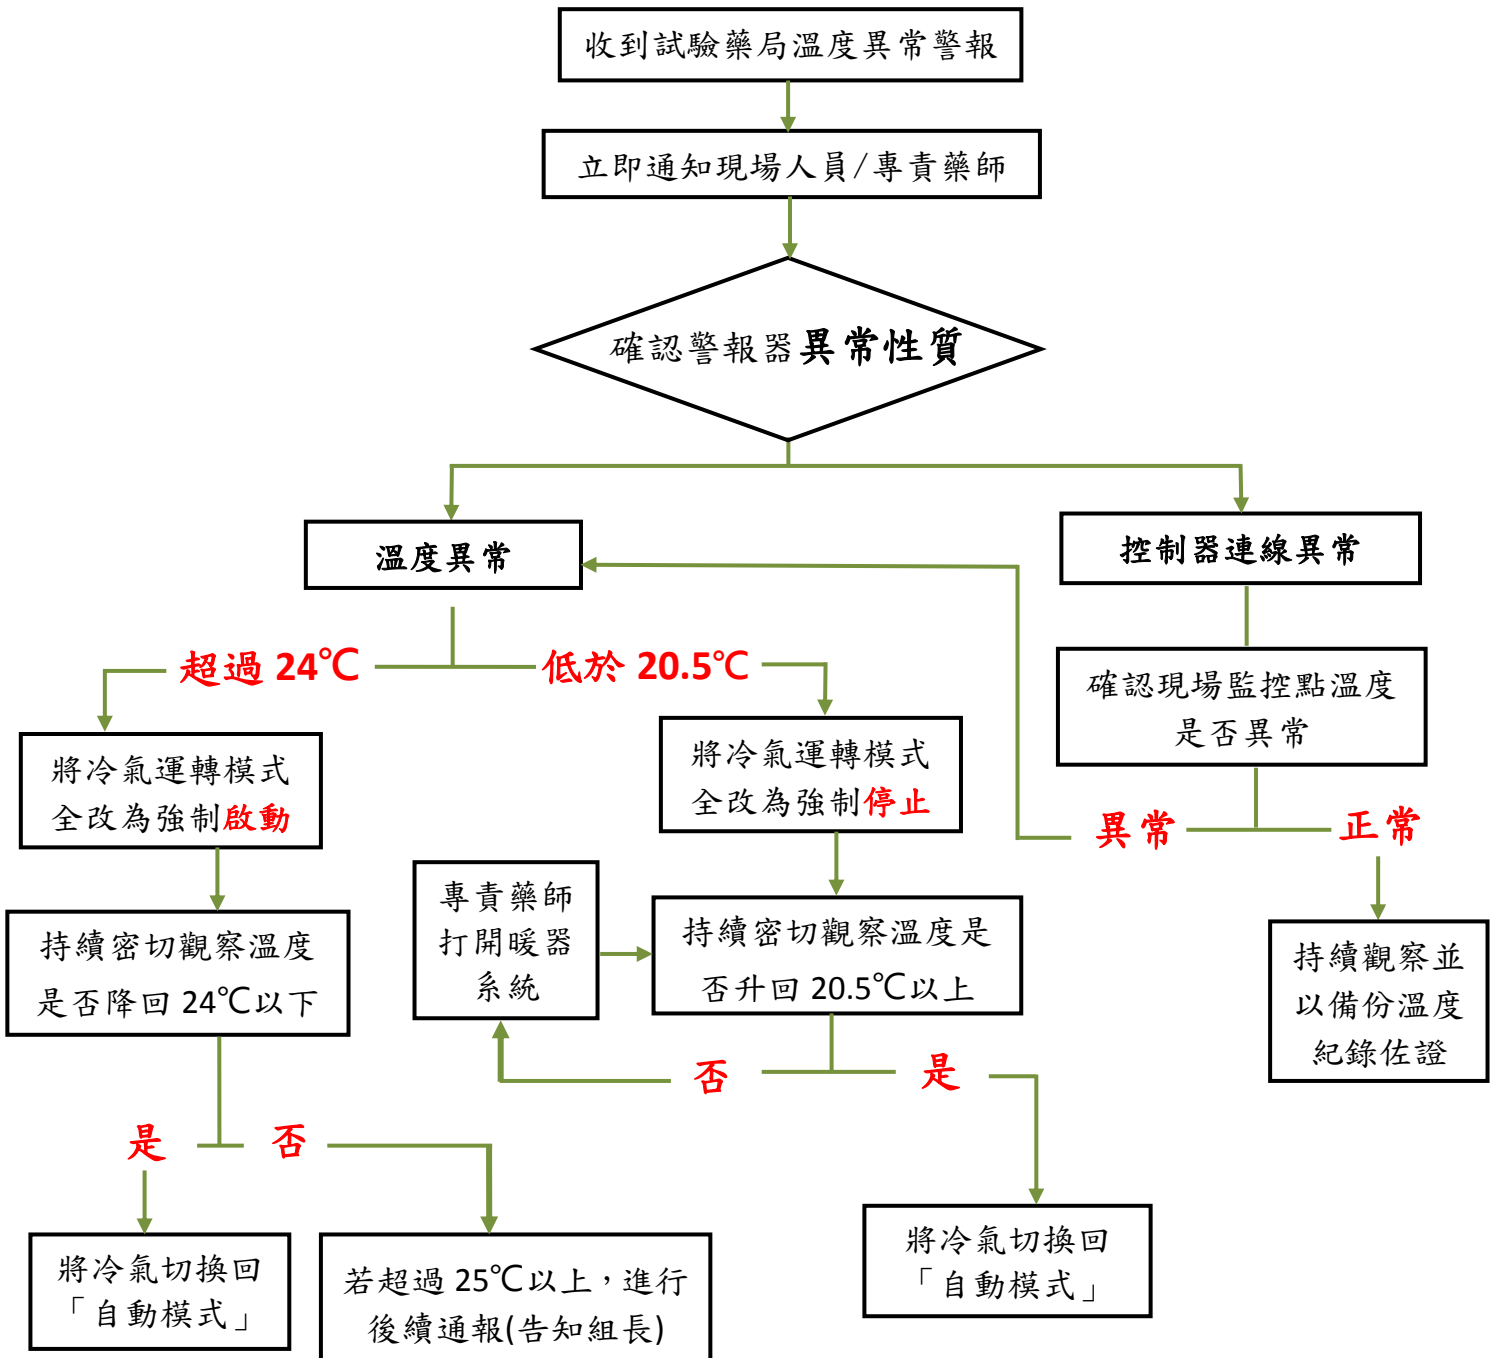 收到試驗藥局溫度異常警報
立即通知現場人員/專責藥師
確認警報器異常性質
溫度異常
控制器連線異常
超過 24℃
低於 20.5℃
確認現場監控點溫度
是否異常
將冷氣運轉模式
全改為強制啟動
將冷氣運轉模式
全改為強制停止
異常
正常
專責藥師
打開暖器
系統
持續密切觀察溫度
是否降回 24℃以下
持續密切觀察溫度是
否升回 20.5℃以上
持續觀察並
以備份溫度
紀錄佐證
否
是
是
否
將冷氣切換回
「自動模式」
若超過 25℃以上，進行
後續通報(告知組長)
將冷氣切換回
「自動模式」